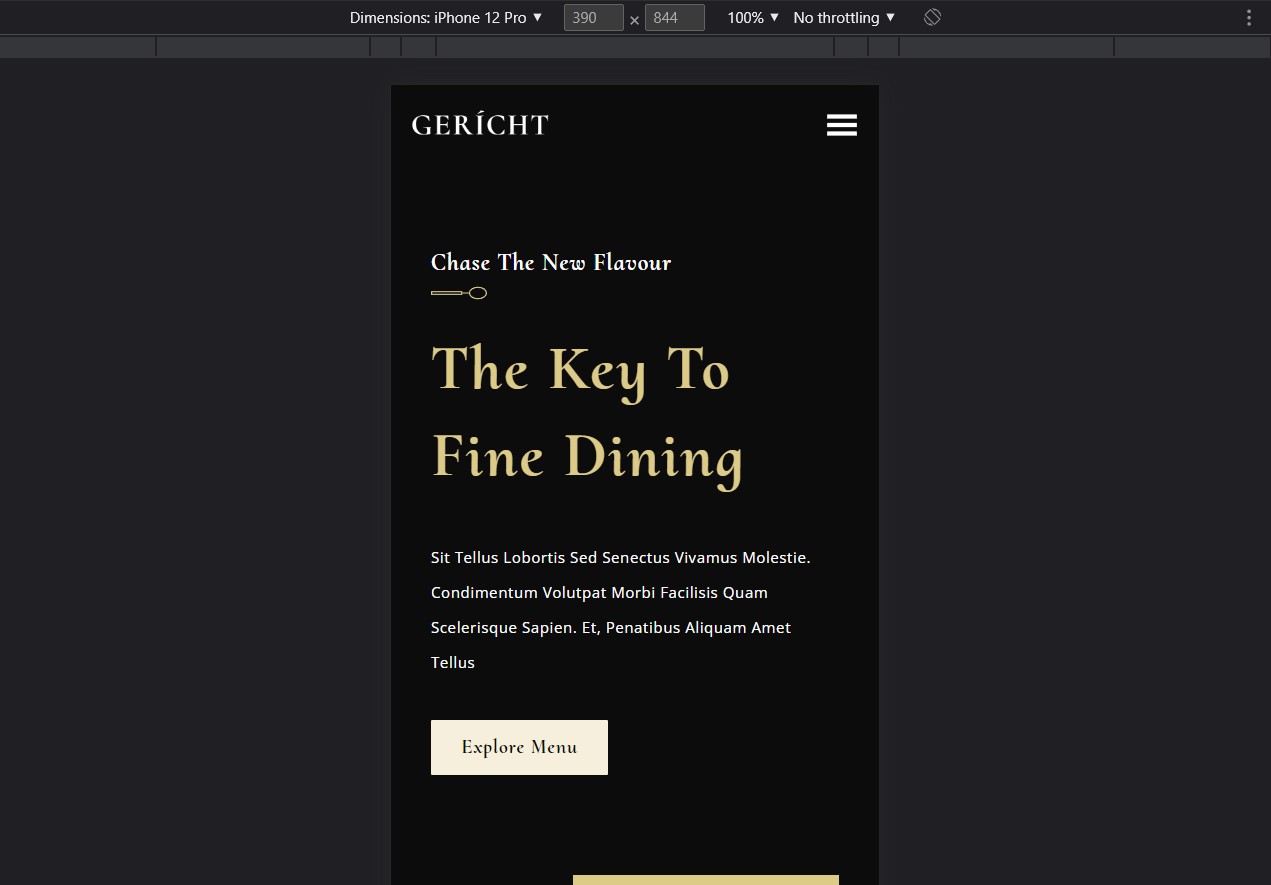 Dimensions: iPhone 12 Pro ▼ 390 × 844 100% ▼ No throttling ▼
GERÍCHT
Chase The New Flavour
The Key To
Fine Dining
Sit Tellus Lobortis Sed Senectus Vivamus Molestie.
Condimentum Volutpat Morbi Facilisis Quam
Scelerisque Sapien. Et, Penatibus Aliquam Amet
Tellus
Explore Menu